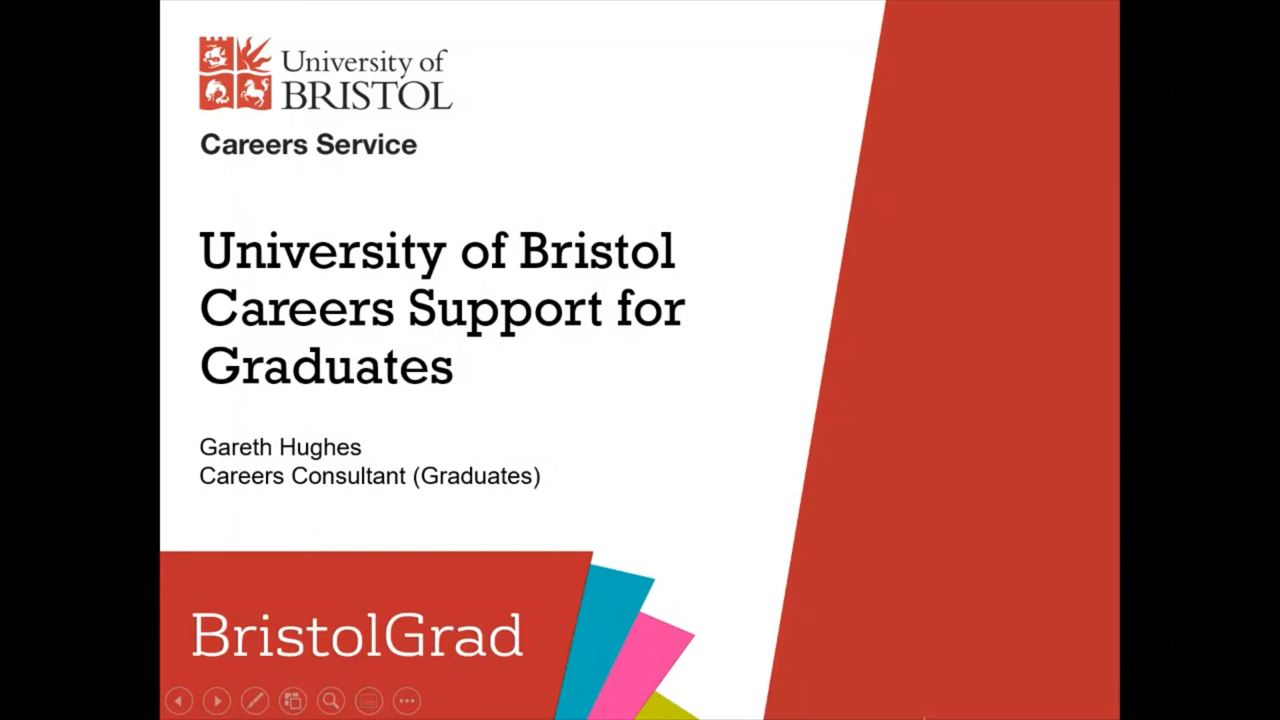 University of
BRISTOL
Careers Service
University of Bristol
Careers Support for
Graduates
Gareth Hughes
Careers Consultant (Graduates)
BristolGrad